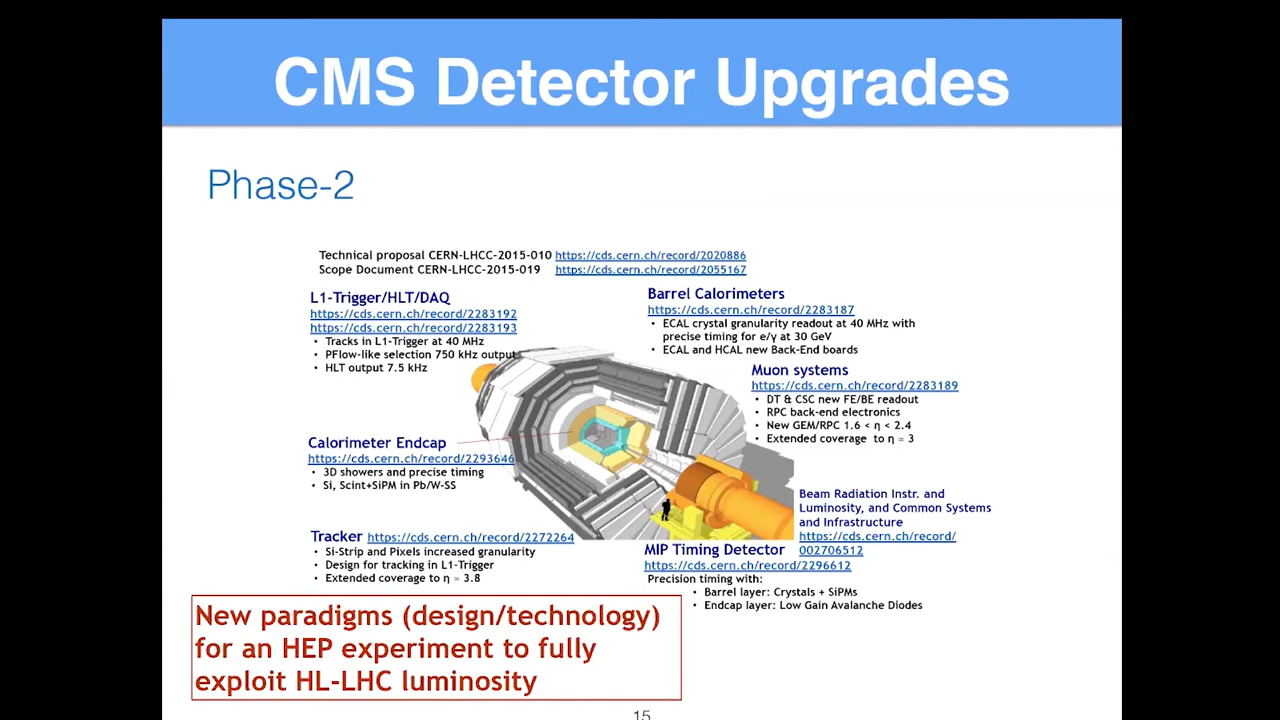 CMS Detector Upgrades
Phase-2
Technical proposal CERN-LHCC-2015-010 https://cds.cern.ch/record/2020886
Scope Document CERN-LHCC-2015-019 https://cds.cern.ch/record/2055167
L1-Trigger/HLT/DAQ
https://cds.cern.ch/record/2283192
https://cds.cern.ch/record/2283193
• Tracks in L1-Trigger at 40 MHz
• PFlow-like selection 750 kHz output
• HLT output 7.5 kHz
Barrel Calorimeters
https://cds.cern.ch/record/2283187
• ECAL crystal granularity readout at 40 MHz with
precise timing for e/γ at 30 GeV
• ECAL and HCAL new Back-End boards
Muon systems
https://cds.cern.ch/record/2283189
• DT & CSC new FE/BE readout
• RPC back-end electronics
• New GEM/RPC 1.6 < η < 2.4
• Extended coverage to η = 3
Calorimeter Endcap
https://cds.cern.ch/record/2293646
• 3D showers and precise timing
• Si, Scint+SiPM in Pb/W-SS
Beam Radiation Instr. and
Luminosity, and Common Systems
and Infrastructure
https://cds.cern.ch/record/
002706512
Tracker https://cds.cern.ch/record/2272264
• Si-Strip and Pixels increased granularity
• Design for tracking in L1-Trigger
• Extended coverage to η = 3.8
MIP Timing Detector
https://cds.cern.ch/record/2296612
Precision timing with:
• Barrel layer: Crystals + SiPMs
• Endcap layer: Low Gain Avalanche Diodes
New paradigms (design/technology)
for an HEP experiment to fully
exploit HL-LHC luminosity
15